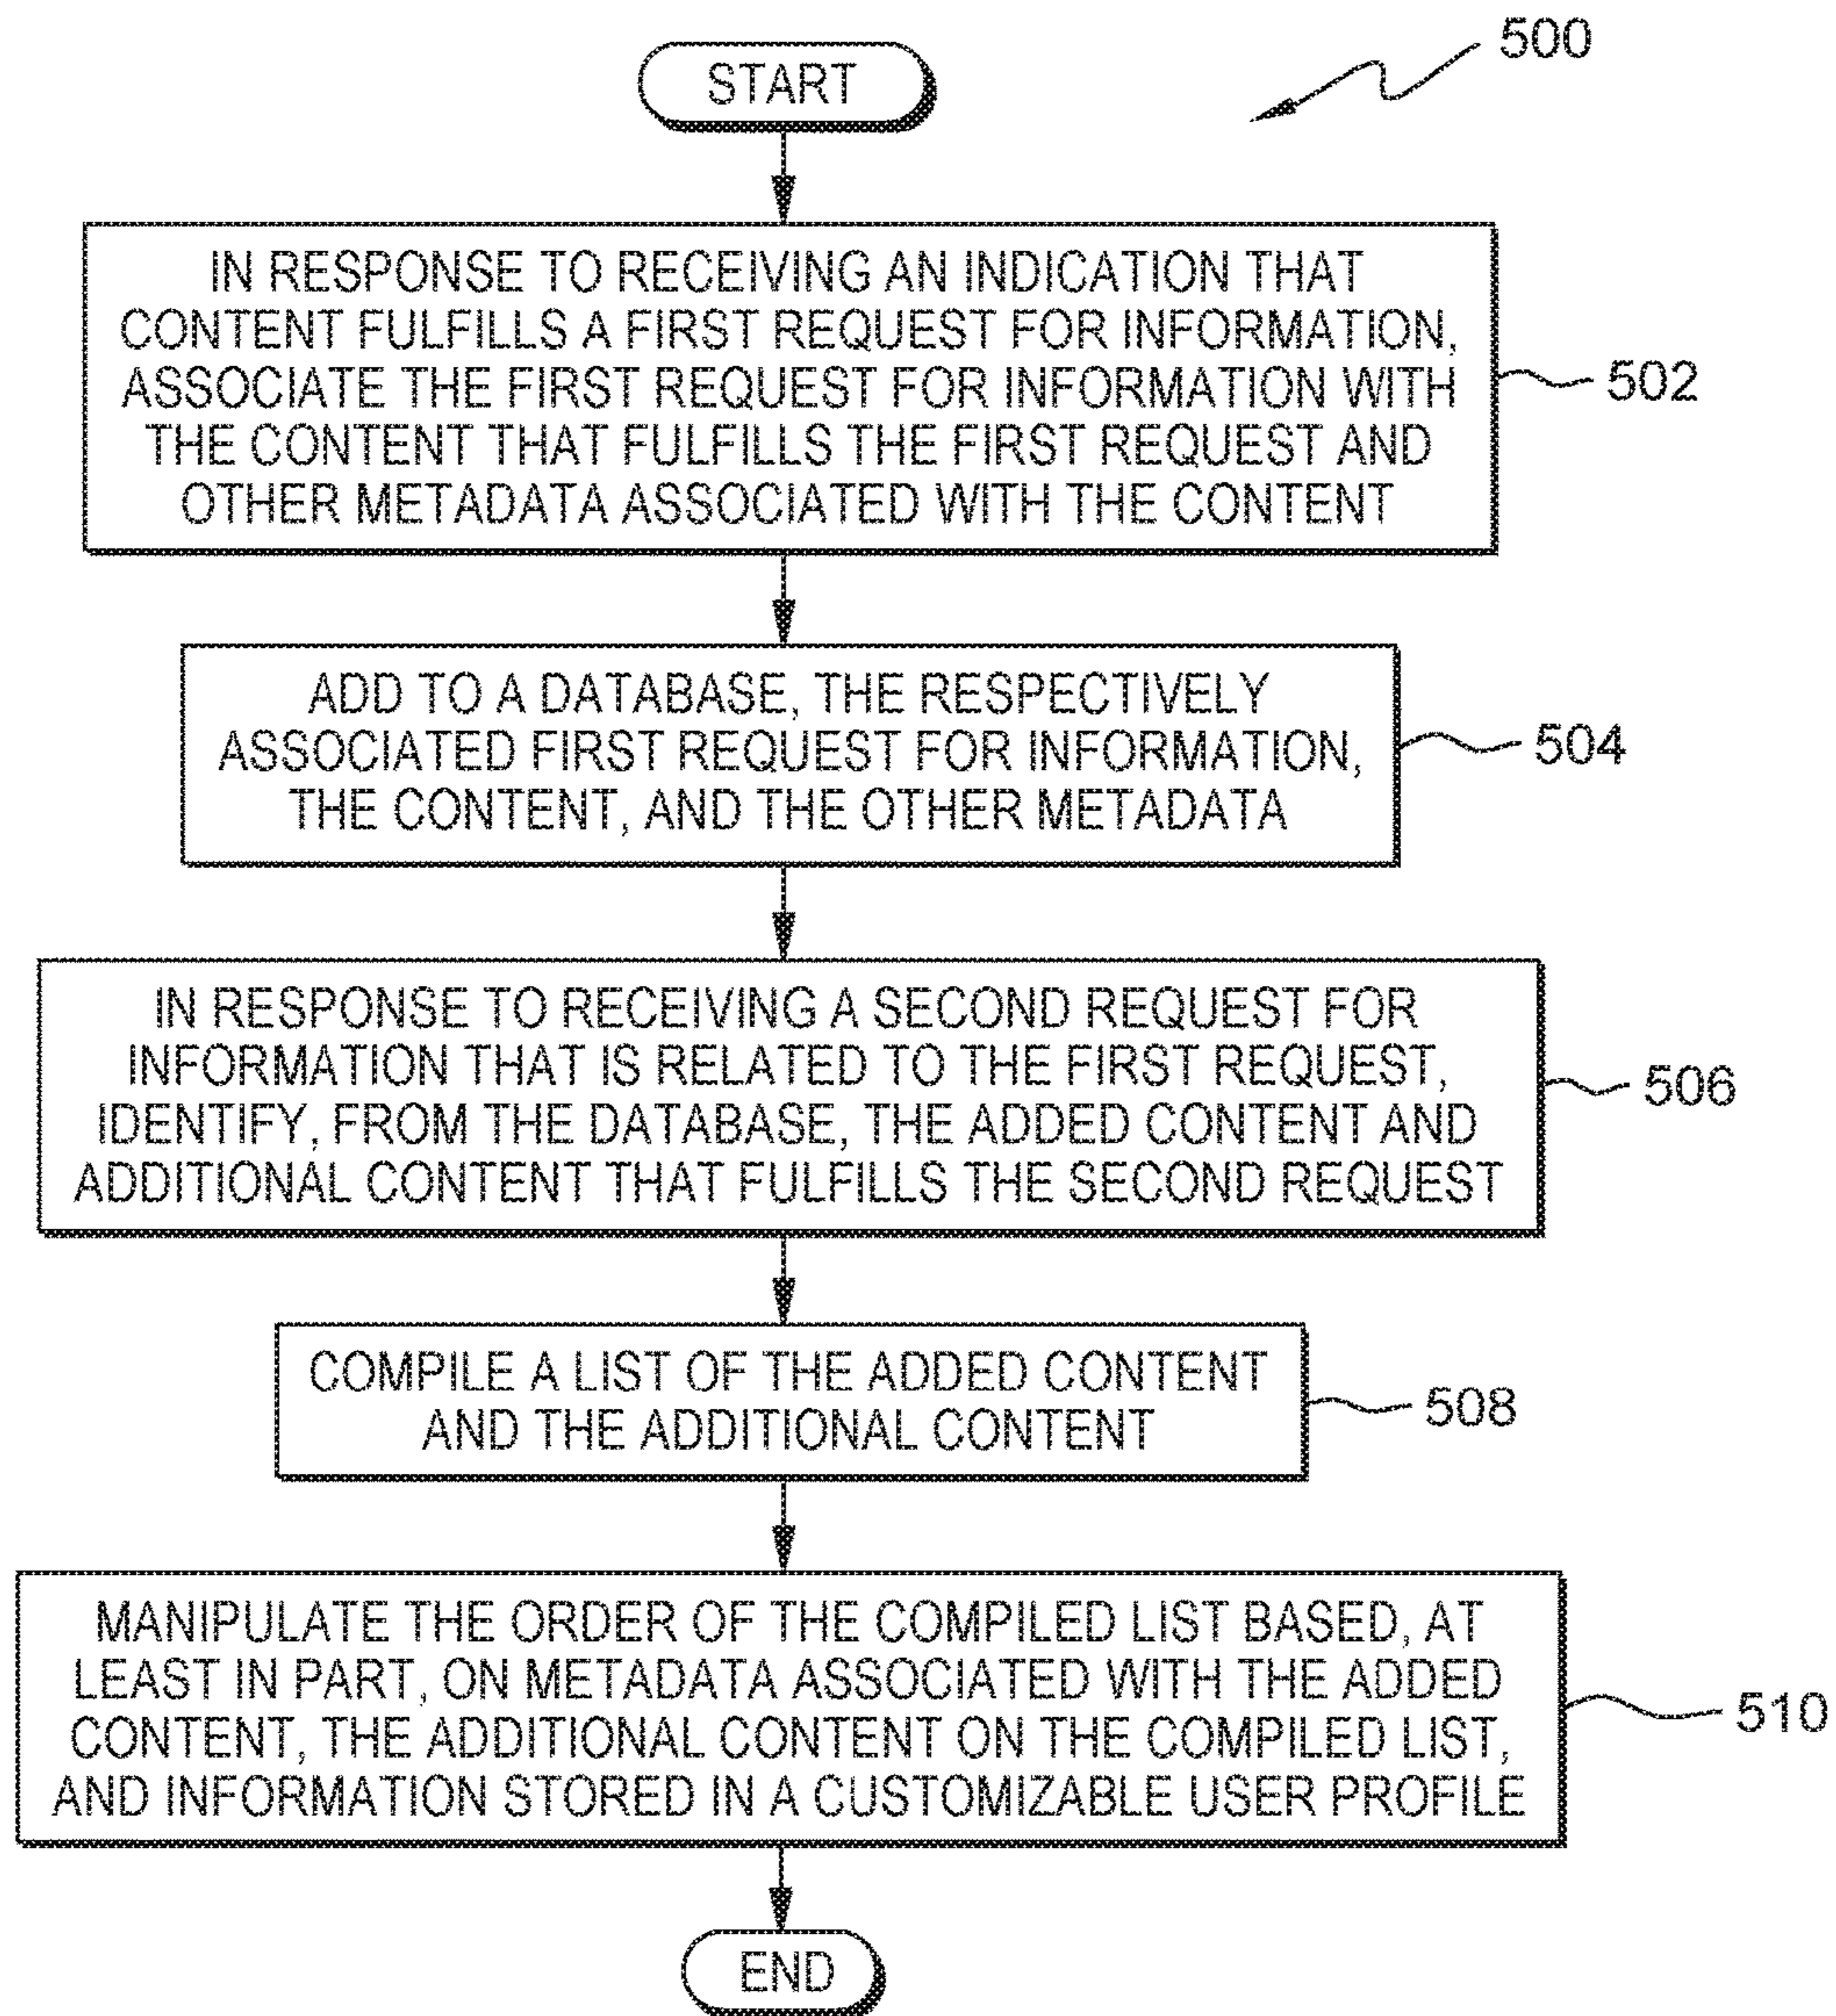 500
START
IN RESPONSE TO RECEIVING AN INDICATION THAT
CONTENT FULFILLS A FIRST REQUEST FOR INFORMATION,
ASSOCIATE THE FIRST REQUEST FOR INFORMATION WITH
THE CONTENT THAT FULFILLS THE FIRST REQUEST AND
OTHER METADATA ASSOCIATED WITH THE CONTENT
502
ADD TO A DATABASE, THE RESPECTIVELY
ASSOCIATED FIRST REQUEST FOR INFORMATION,
THE CONTENT, AND THE OTHER METADATA
504
IN RESPONSE TO RECEIVING A SECOND REQUEST FOR
INFORMATION THAT IS RELATED TO THE FIRST REQUEST,
IDENTIFY, FROM THE DATABASE, THE ADDED CONTENT AND
ADDITIONAL CONTENT THAT FULFILLS THE SECOND REQUEST
506
COMPILE A LIST OF THE ADDED CONTENT
AND THE ADDITIONAL CONTENT
508
MANIPULATE THE ORDER OF THE COMPILED LIST BASED, AT
LEAST IN PART, ON METADATA ASSOCIATED WITH THE ADDED
CONTENT, THE ADDITIONAL CONTENT ON THE COMPILED LIST,
AND INFORMATION STORED IN A CUSTOMIZABLE USER PROFILE
510
END